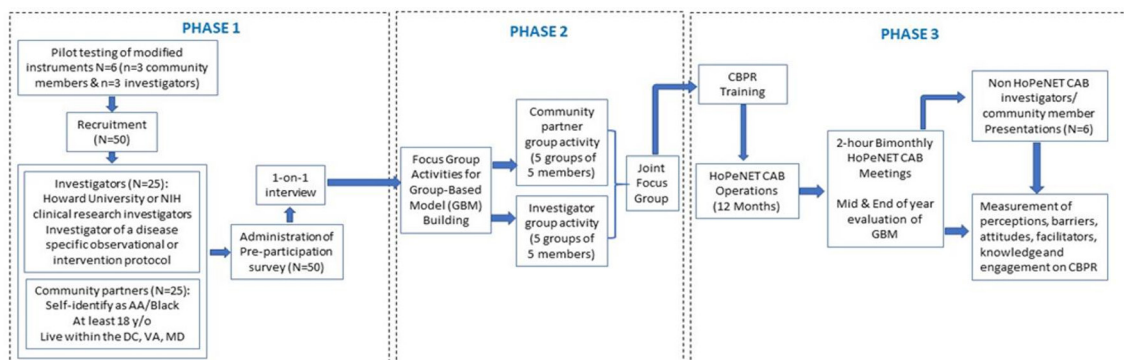 PHASE 1
Pilot testing of modified
instruments N=6 (n=3 community
members & n=3 investigators)
Recruitment
(N=50)
Investigators (N=25):
Howard University or NIH
clinical research investigators
Investigator of a disease
specific observational or
intervention protocol
Community partners (N=25):
Self-identify as AA/Black
At least 18 y/o
Live within the DC, VA, MD
1-on-1
interview
Administration of
Pre-participation
survey (N=50)
PHASE 2
Focus Group
Activities for
Group-Based
Model (GBM)
Building
Community
partner
group activity
(5 groups of
5 members)
Investigator
group activity
(5 groups of
5 members)
Joint
Focus
Group
PHASE 3
CBPR
Training
HoPeNET CAB
Operations
(12 Months)
2-hour Bimonthly
HoPeNET CAB
Meetings
Mid & End of year
evaluation of
GBM
Non HoPeNET CAB
investigators/
community member
Presentations (N=6)
Measurement of
perceptions, barriers,
attitudes, facilitators,
knowledge and
engagement on CBPR